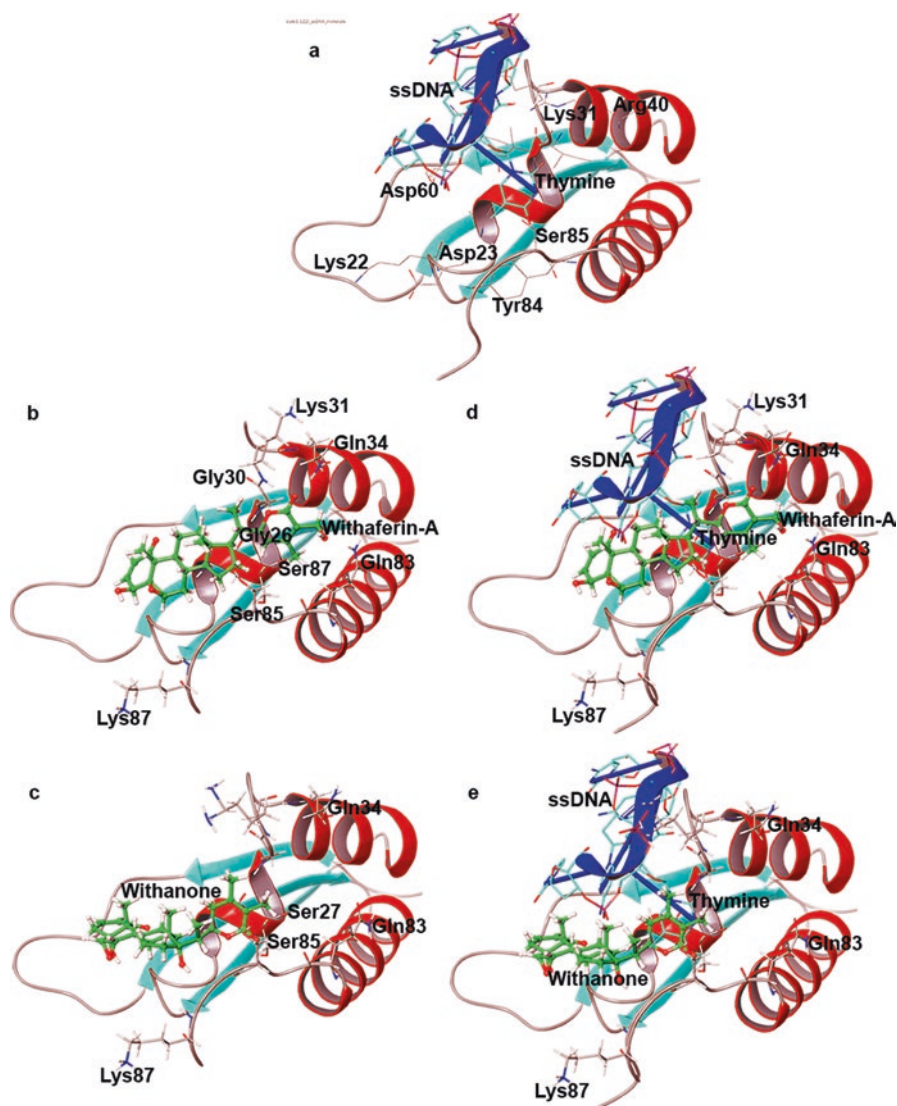 a
ssDNA
Lys31
Arg40
Asp60
Thymine
Ser85
Lys22
Asp23
Tyr84
b
Lys31
Gln34
Gly30
Withaferin-A
Gly26
Ser87
Gln83
Ser85
Lys87
d
Lys31
ssDNA
Gln34
Withaferin-A
Thymine
Gln83
Lys87
c
Gln34
Withanone
Ser27
Ser85
Gln83
Lys87
e
ssDNA
Gln34
Thymine
Gln83
Withanone
Lys87